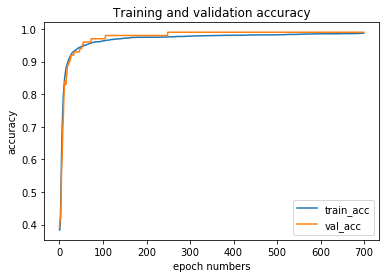 Training and validation accuracy
1.0
0.9
0.8
0.7
0.6
0.5
0.4
accuracy
train_acc
val_acc
0 100 200 300 400 500 600 700
epoch numbers